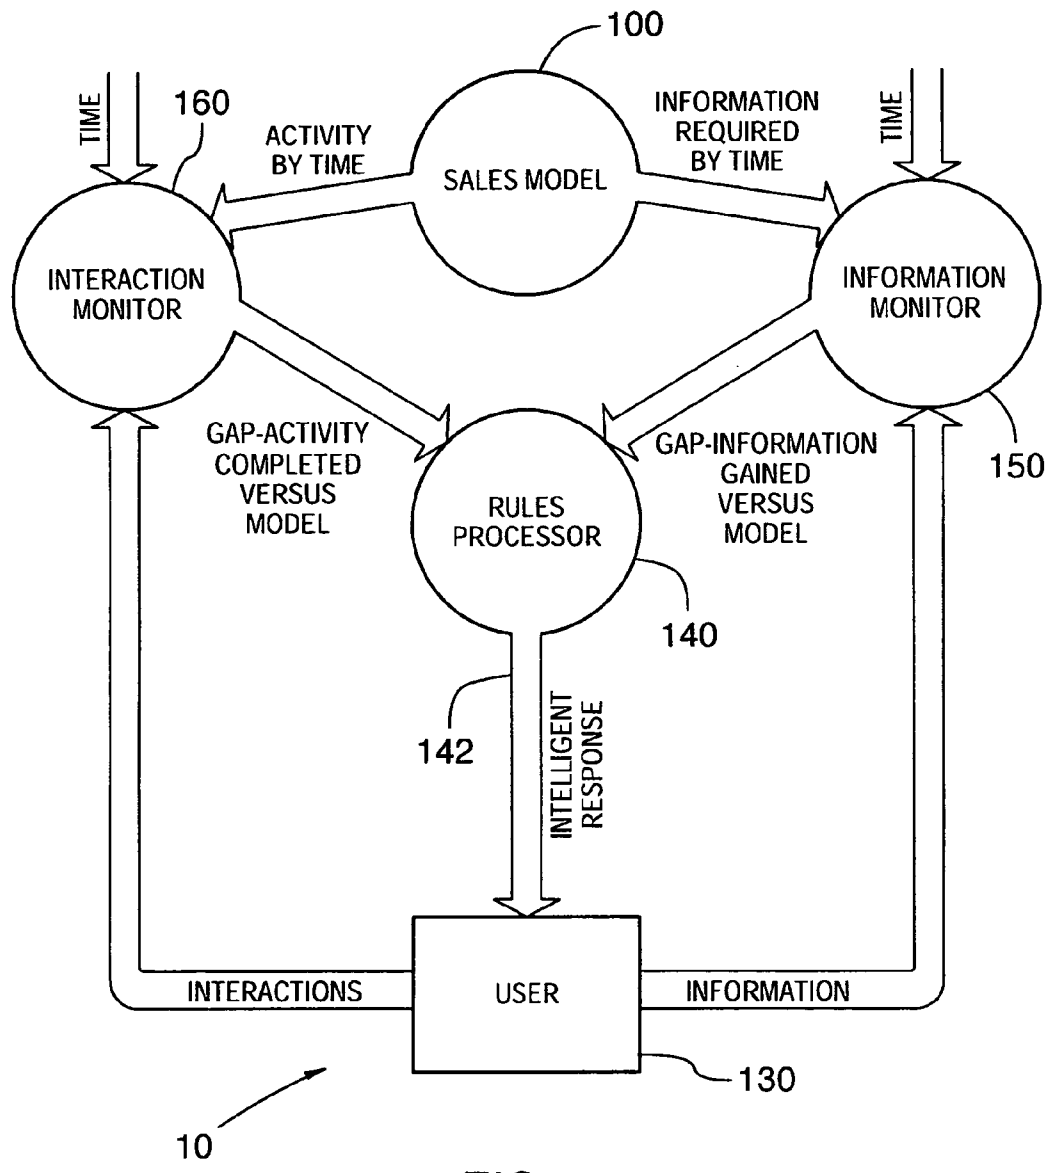 100
TIME
160
ACTIVITY
BY TIME
INFORMATION
REQUIRED
BY TIME
TIME
SALES MODEL
INTERACTION
MONITOR
INFORMATION
MONITOR
GAP-ACTIVITY
COMPLETED
VERSUS
MODEL
GAP-INFORMATION
GAINED
VERSUS
MODEL
150
RULES
PROCESSOR
140
142
INTELLIGENT
RESPONSE
INTERACTIONS
USER
INFORMATION
130
10